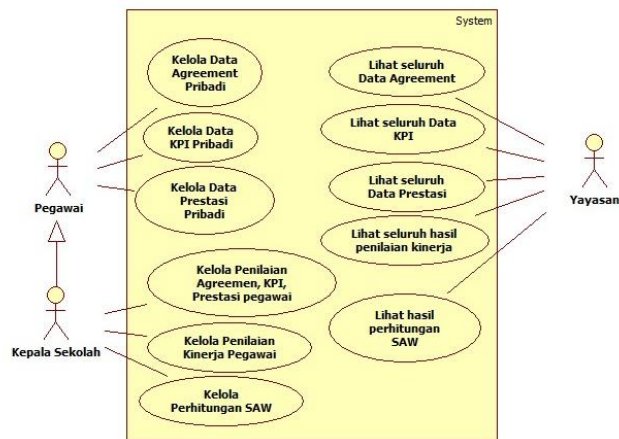 System
Kelola Data
Agreement
Pribadi
Kelola Data
KPI Pribadi
Kelola Data
Prestasi
Pribadi
Kelola Penilaian
Agreemen, KPI,
Prestasi pegawai
Kelola Penilaian
Kinerja Pegawai
Kelola
Perhitungan SAW
Lihat seluruh
Data Agreement
Lihat seluruh Data
KPI
Lihat seluruh
Data Prestasi
Lihat seluruh hasil
penilaian kinerja
Lihat hasil
perhitungan
SAW
Pegawai
Kepala Sekolah
Yayasan